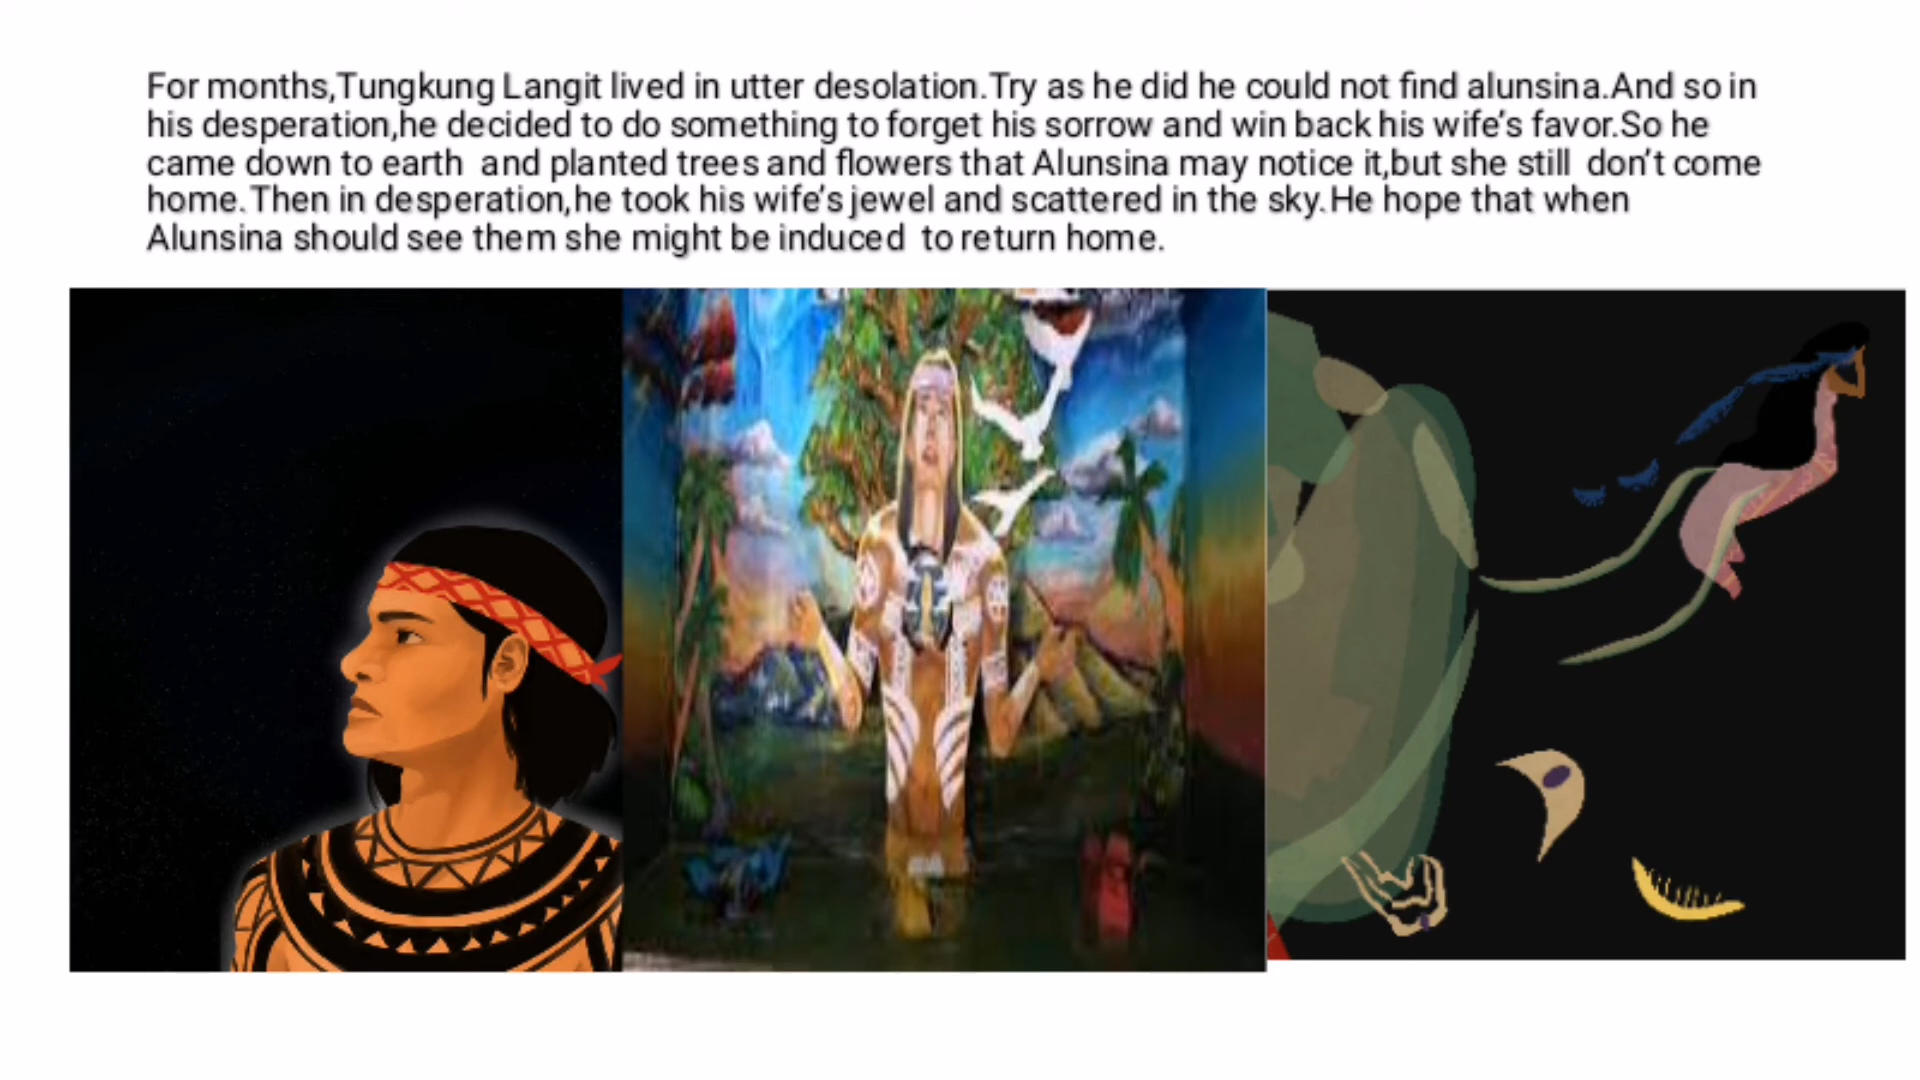 For months,Tungkung Langit lived in utter desolation.Try as he did he could not find alunsina.And so in
his desperation,he decided to do something to forget his sorrow and win back his wife’s favor.So he
came down to earth  and planted trees and flowers that Alunsina may notice it,but she still  don’t come
home.Then in desperation,he took his wife’s jewel and scattered in the sky.He hope that when
Alunsina should see them she might be induced  to return home.